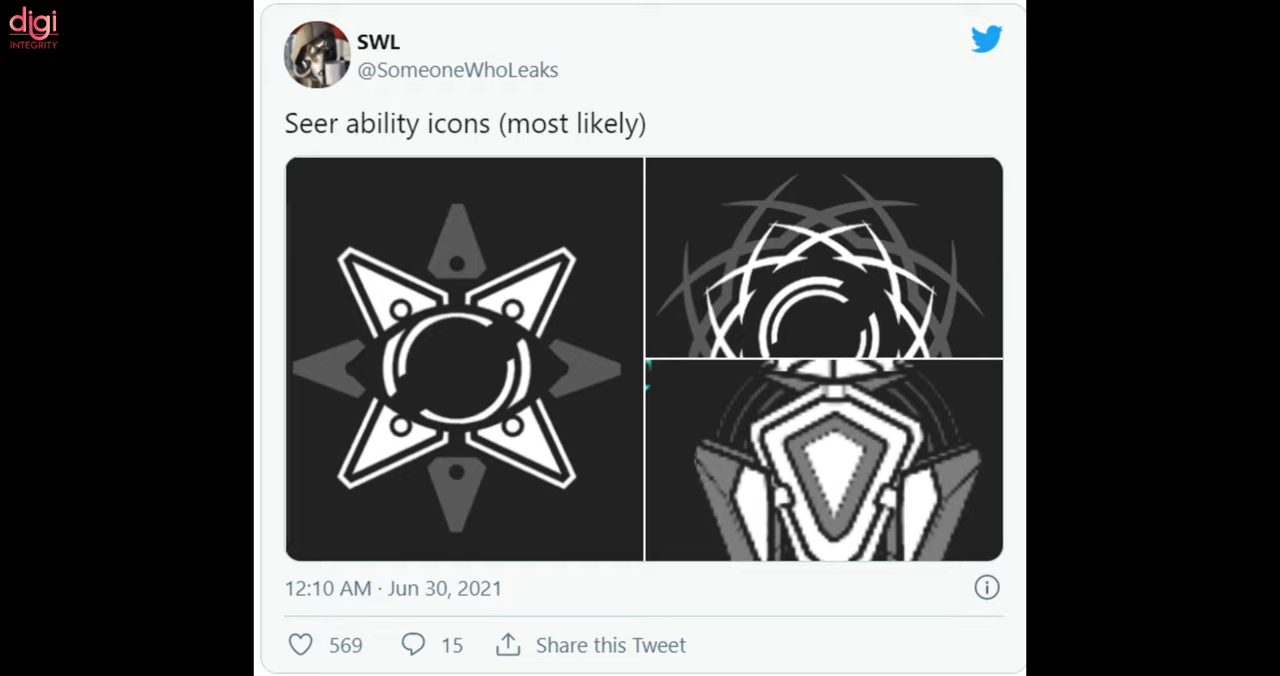 digi
INTEGRITY
SWL
@SomeoneWhoLeaks
Seer ability icons (most likely)
12:10 AM · Jun 30, 2021
569
15
Share this Tweet